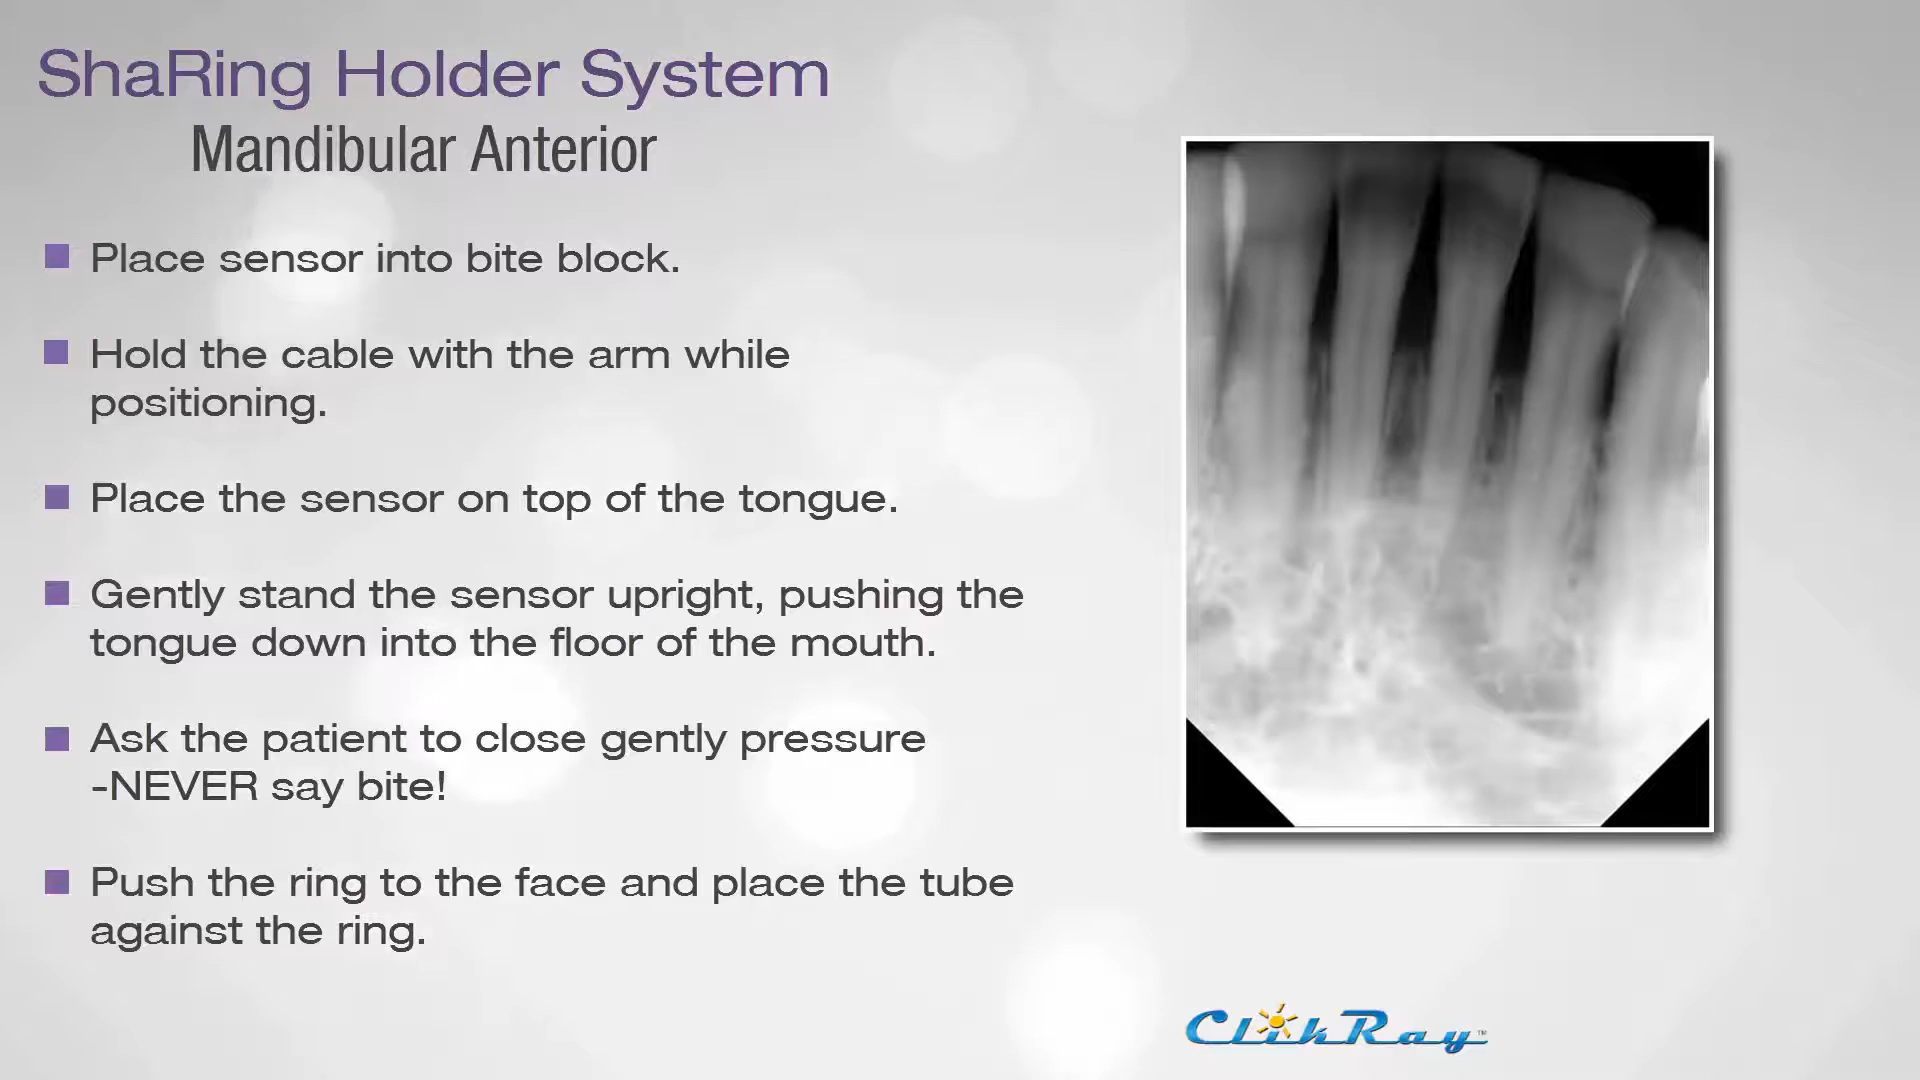 ShaRing Holder System
Mandibular Anterior
Place sensor into bite block.
Hold the cable with the arm while
positioning.
Place the sensor on top of the tongue.
Gently stand the sensor upright, pushing the
tongue down into the floor of the mouth.
Ask the patient to close gently pressure
-NEVER say bite!
Push the ring to the face and place the tube
against the ring.
ClikRay™